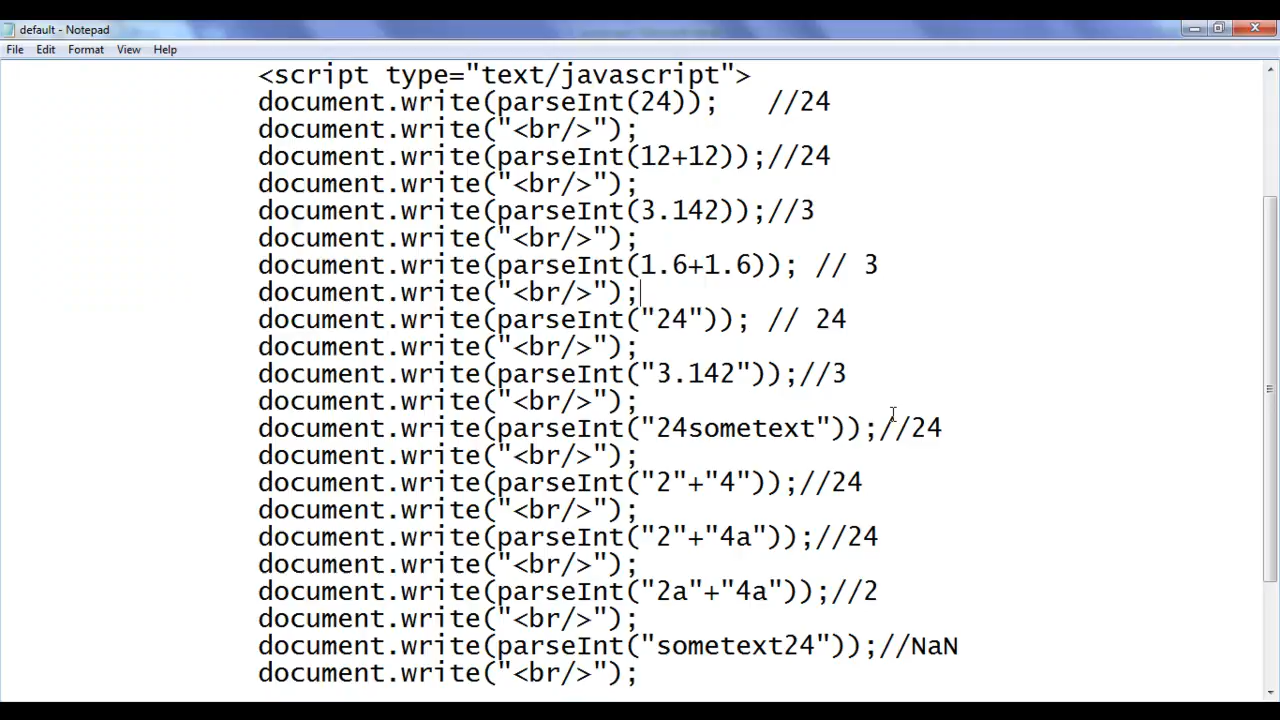 default - Notepad
File Edit Format View Help
<script type="text/javascript">
document.write(parseInt(24)); //24
document.write("<br/>");
document.write(parseInt(12+12));//24
document.write("<br/>");
document.write(parseInt(3.142));//3
document.write("<br/>");
document.write(parseInt(1.6+1.6)); // 3
document.write("<br/>");
document.write(parseInt("24")); // 24
document.write("<br/>");
document.write(parseInt("3.142"));//3
document.write("<br/>");
document.write(parseInt("24sometext"));//24
document.write("<br/>");
document.write(parseInt("2"+"4"));//24
document.write("<br/>");
document.write(parseInt("2"+"4a"));//24
document.write("<br/>");
document.write(parseInt("2a"+"4a"));//2
document.write("<br/>");
document.write(parseInt("sometext24"));//NaN
document.write("<br/>");